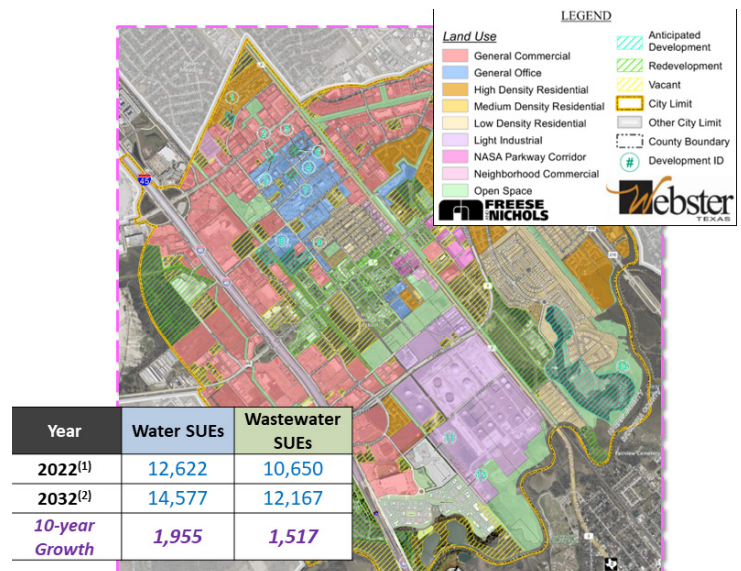 LEGEND
Land Use
General Commercial
General Office
High Density Residential
Medium Density Residential
Low Density Residential
Light Industrial
NASA Parkway Corridor
Neighborhood Commercial
Open Space
Anticipated
Development
Redevelopment
Vacant
City Limit
Other City Limit
County Boundary
# Development ID
FREESE
AND NICHOLS
Webster
TEXAS
45
Year Water SUEs Wastewater SUEs
2022(1) 12,622 10,650
2032(2) 14,577 12,167
10-year Growth 1,955 1,517